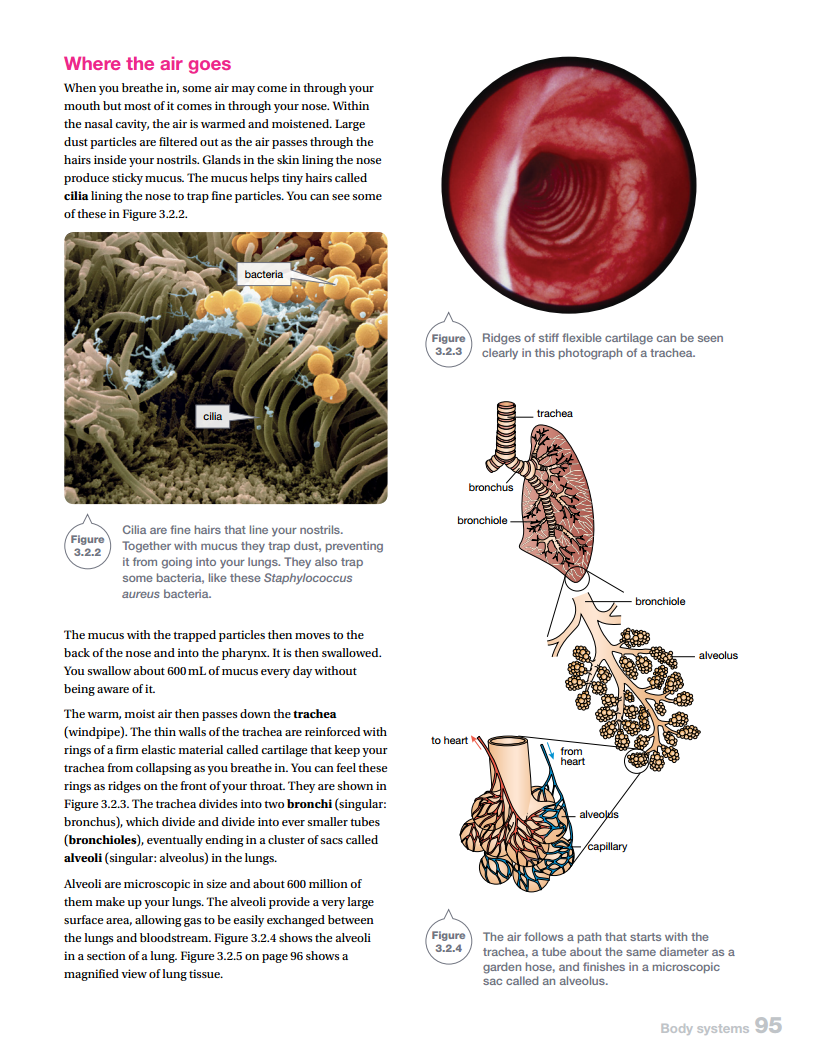 Where the air goes
When you breathe in, some air may come in through your
mouth but most of it comes in through your nose. Within
the nasal cavity, the air is warmed and moistened. Large
dust particles are filtered out as the air passes through the
hairs inside your nostrils. Glands in the skin lining the nose
produce sticky mucus. The mucus helps tiny hairs called
cilia lining the nose to trap fine particles. You can see some
of these in Figure 3.2.2.
bacteria
cilia
Figure
3.2.2
Cilia are fine hairs that line your nostrils.
Together with mucus they trap dust, preventing
it from going into your lungs. They also trap
some bacteria, like these Staphylococcus
aureus bacteria.
The mucus with the trapped particles then moves to the
back of the nose and into the pharynx. It is then swallowed.
You swallow about 600 mL of mucus every day without
being aware of it.
The warm, moist air then passes down the trachea
(windpipe). The thin walls of the trachea are reinforced with
rings of a firm elastic material called cartilage that keep your
trachea from collapsing as you breathe in. You can feel these
rings as ridges on the front of your throat. They are shown in
Figure 3.2.3. The trachea divides into two bronchi (singular:
bronchus), which divide and divide into ever smaller tubes
(bronchioles), eventually ending in a cluster of sacs called
alveoli (singular: alveolus) in the lungs.
Alveoli are microscopic in size and about 600 million of
them make up your lungs. The alveoli provide a very large
surface area, allowing gas to be easily exchanged between
the lungs and bloodstream. Figure 3.2.4 shows the alveoli
in a section of a lung. Figure 3.2.5 on page 96 shows a
magnified view of lung tissue.
Figure
3.2.3
Ridges of stiff flexible cartilage can be seen
clearly in this photograph of a trachea.
trachea
bronchus
bronchiole
bronchiole
alveolus
to heart
from
heart
alveolus
capillary
Figure
3.2.4
The air follows a path that starts with the
trachea, a tube about the same diameter as a
garden hose, and finishes in a microscopic
sac called an alveolus.
Body systems 95